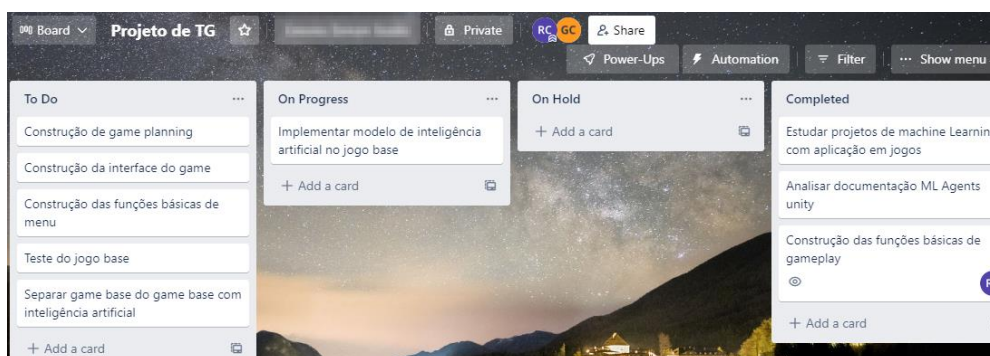 Board
Projeto de TG
Private
RC GC
Share
Power-Ups
Automation
Filter
Show menu
To Do
Construção de game planning
Construção da interface do game
Construção das funções básicas de
menu
Teste do jogo base
Separar game base do game base com
inteligência artificial
+ Add a card
On Progress
Implementar modelo de inteligência
artificial no jogo base
+ Add a card
On Hold
+ Add a card
Completed
Estudar projetos de machine Learnin
com aplicação em jogos
Analisar documentação ML Agents
unity
Construção das funções básicas de
gameplay
+ Add a card